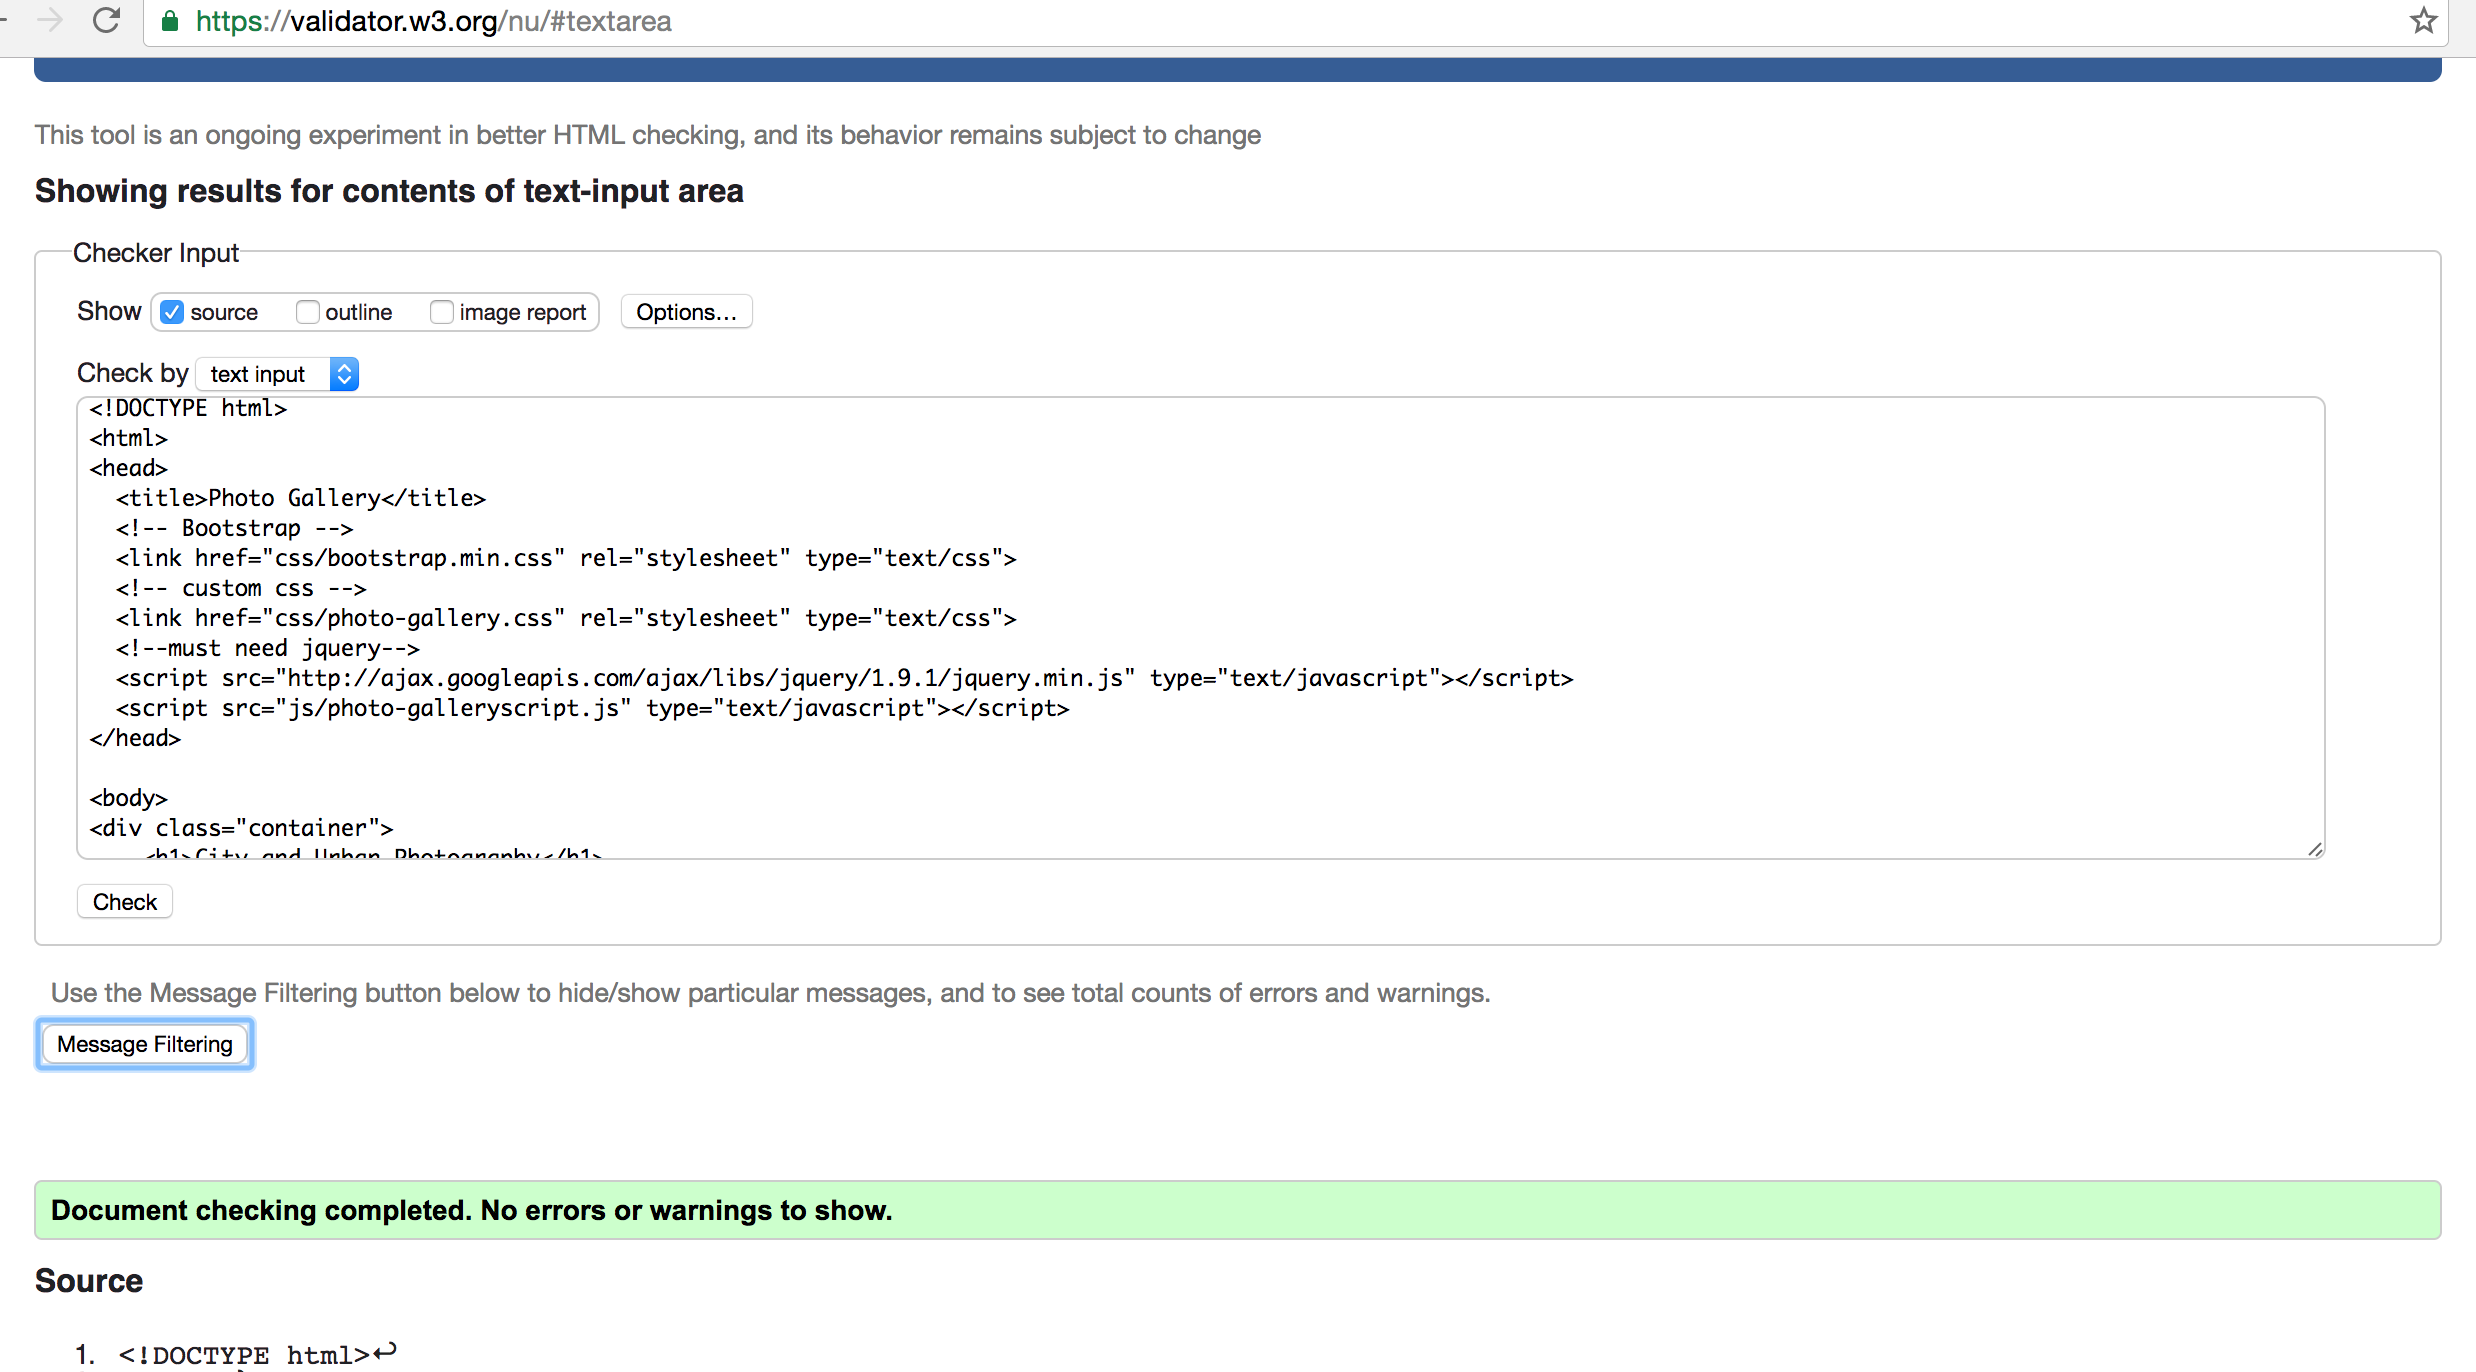 https://validator.w3.org/nu/#textarea
This tool is an ongoing experiment in better HTML checking, and its behavior remains subject to change
Showing results for contents of text-input area
Checker Input
Show source outline image report Options...
Check by text input
<!DOCTYPE html>
<html>
<head>
  <title>Photo Gallery</title>
  <!-- Bootstrap -->
  <link href="css/bootstrap.min.css" rel="stylesheet" type="text/css">
  <!-- custom css -->
  <link href="css/photo-gallery.css" rel="stylesheet" type="text/css">
  <!--must need jquery-->
  <script src="http://ajax.googleapis.com/ajax/libs/jquery/1.9.1/jquery.min.js" type="text/javascript"></script>
  <script src="js/photo-galleryscript.js" type="text/javascript"></script>
</head>
<body>
<div class="container">
<h1>City and Urban Photography</h1>
Check
Use the Message Filtering button below to hide/show particular messages, and to see total counts of errors and warnings.
Message Filtering
Document checking completed. No errors or warnings to show.
Source
1. <!DOCTYPE html>↩